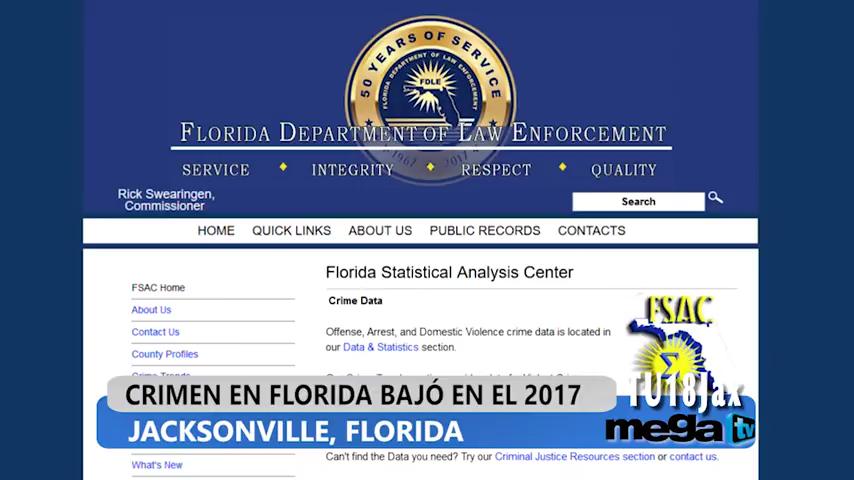 50 YEARS OF SERVICE
FLORIDA DEPARTMENT OF LAW ENFORCEMENT
FDLE
FLORIDA DEPARTMENT OF LAW ENFORCEMENT
1967 2017
SERVICE INTEGRITY RESPECT QUALITY
Rick Swearingen,
Commissioner
Search
HOME QUICK LINKS ABOUT US PUBLIC RECORDS CONTACTS
Florida Statistical Analysis Center
FSAC Home
Crime Data
About Us
Contact Us
County Profiles
Offense, Arrest, and Domestic Violence crime data is located in
our Data & Statistics section.
FSAC
Σ
CRIMEN EN FLORIDA BAJÓ EN EL 2017
TU18Jax
JACKSONVILLE, FLORIDA
mega tv
What's New
Can't find the Data you need? Try our Criminal Justice Resources section or contact us.